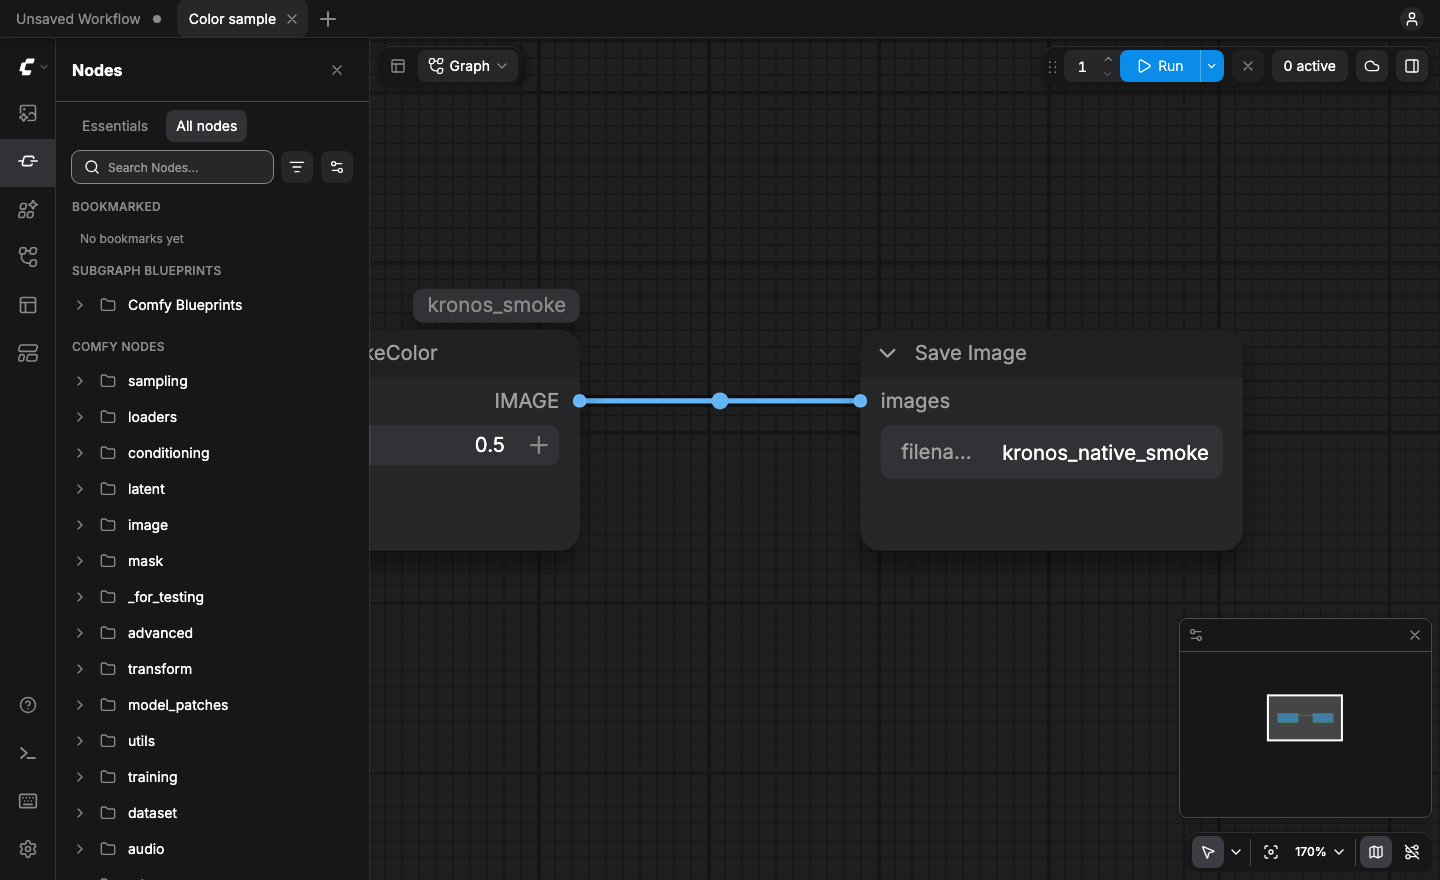 Unsaved Workflow
Color sample
Nodes
Graph
1
Run
0 active
Essentials
All nodes
Search Nodes...
BOOKMARKED
No bookmarks yet
SUBGRAPH BLUEPRINTS
Comfy Blueprints
COMFY NODES
sampling
loaders
conditioning
latent
image
mask
_for_testing
advanced
transform
model_patches
utils
training
dataset
audio
kronos_smoke
keColor
IMAGE
0.5
Save Image
images
filena...
kronos_native_smoke
170%